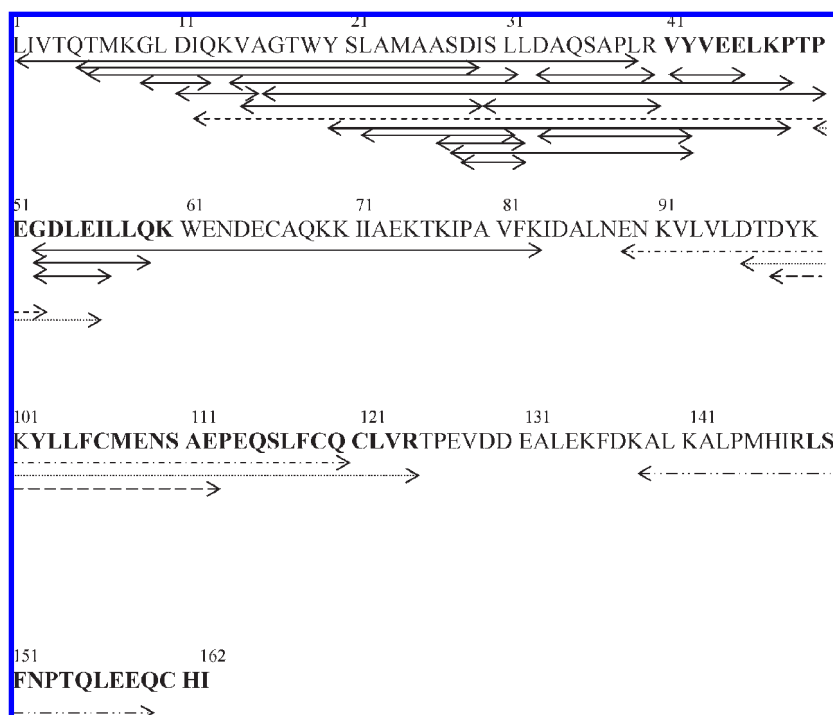 1 11 21 31 41
LIVTQTMKGL DIQKVAGTWY SLAMAASDIS LLDAQSAPLR VYVEELKPTP
51 61 71 81 91
EGDLEILLQK WENDECAQKK IIAEKTKIPA VFKIDALNEN KVLVLDTDYK
101 111 121 131 141
KYLLFCMENS AEPEQSLFCQ CLVRTPEVDD EALEKFDKAL KALPMHIRLS
151 162
FNPTQLEEQC HI